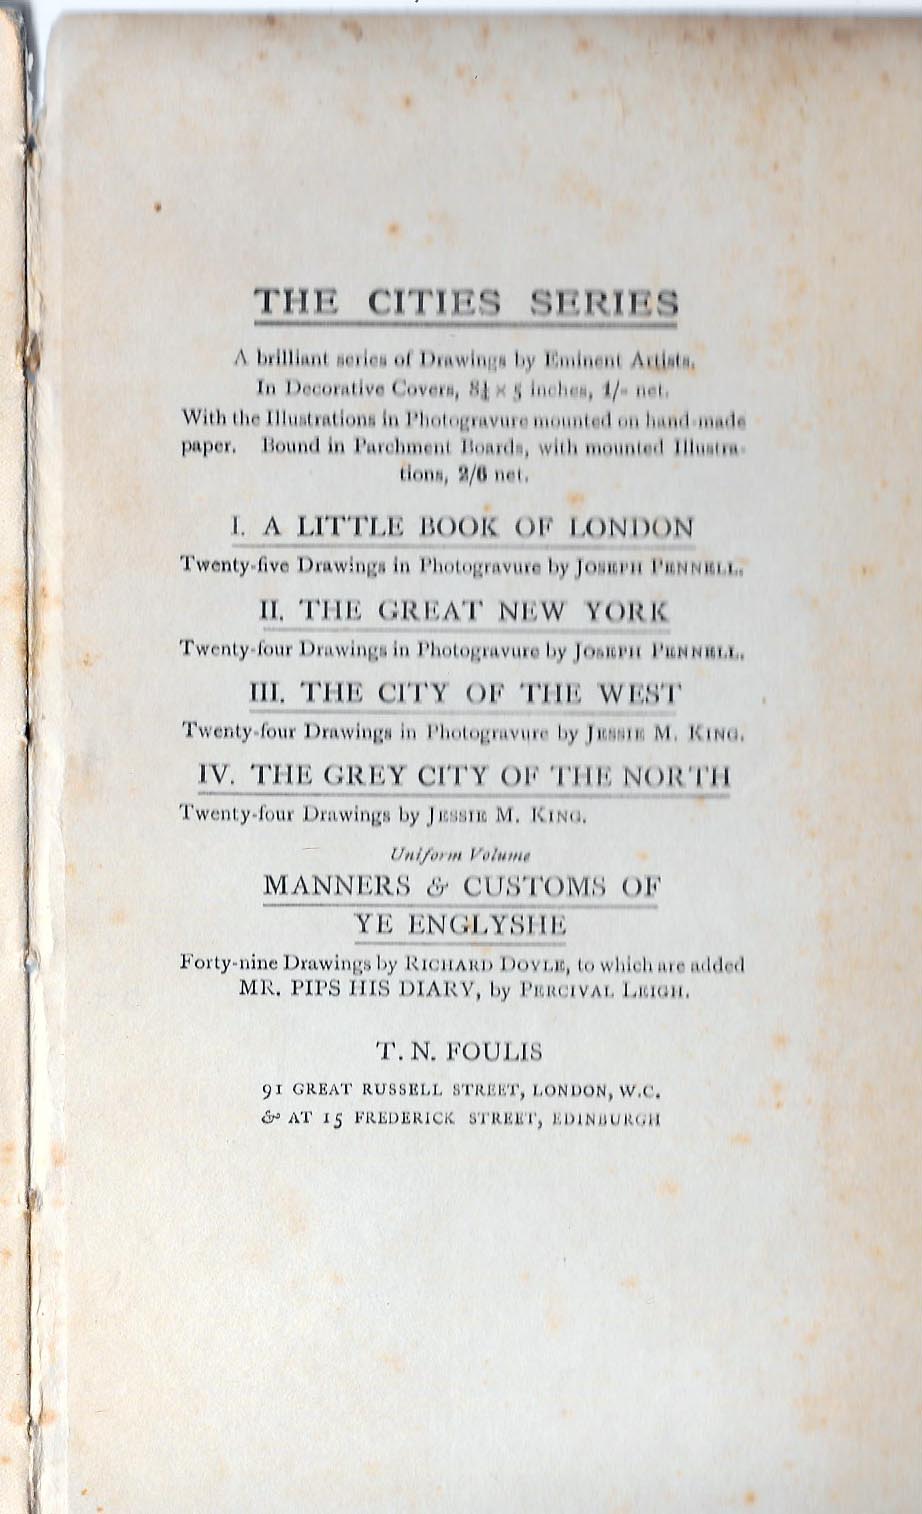 THE CITIES SERIES
A brilliant series of Drawings by Eminent Artists.
In Decorative Covers, 8¼ × 5 inches, 1/- net.
With the Illustrations in Photogravure mounted on hand-made
paper. Bound in Parchment Boards, with mounted Illustra-
tions, 2/6 net.
I. A LITTLE BOOK OF LONDON
Twenty-five Drawings in Photogravure by JOSEPH PENNELL.
II. THE GREAT NEW YORK
Twenty-four Drawings in Photogravure by JOSEPH PENNELL.
III. THE CITY OF THE WEST
Twenty-four Drawings in Photogravure by JESSIE M. KING.
IV. THE GREY CITY OF THE NORTH
Twenty-four Drawings by JESSIE M. KING.
Uniform Volume
MANNERS & CUSTOMS OF
YE ENGLYSHE
Forty-nine Drawings by RICHARD DOYLE, to which are added
MR. PIPS HIS DIARY, by PERCIVAL LEIGH.
T. N. FOULIS
91 GREAT RUSSELL STREET, LONDON, W.C.
& AT 15 FREDERICK STREET, EDINBURGH